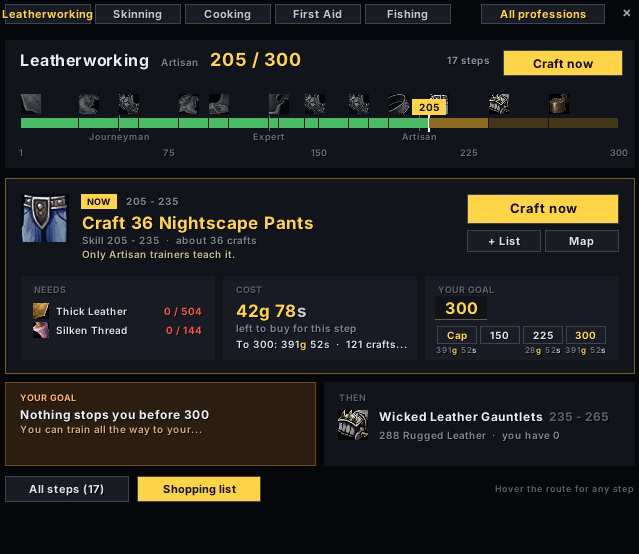 Leatherworking Skinning Cooking First Aid Fishing All professions ×
Leatherworking Artisan 205 / 300 17 steps Craft now
205
Journeyman Expert Artisan
1 75 150 225 300
NOW 205 - 235
Craft 36 Nightscape Pants
Skill 205 - 235 · about 36 crafts
Only Artisan trainers teach it.
Craft now
+ List Map
NEEDS
Thick Leather 0 / 504
Silken Thread 0 / 144
COST
42g 78s
left to buy for this step
To 300: 391g 52s · 121 crafts...
YOUR GOAL
300
Cap 150 225 300
391g 52s 28g 52s 391g 52s
YOUR GOAL
Nothing stops you before 300
You can train all the way to your...
THEN
Wicked Leather Gauntlets 235 - 265
288 Rugged Leather · you have 0
All steps (17) Shopping list Hover the route for any step